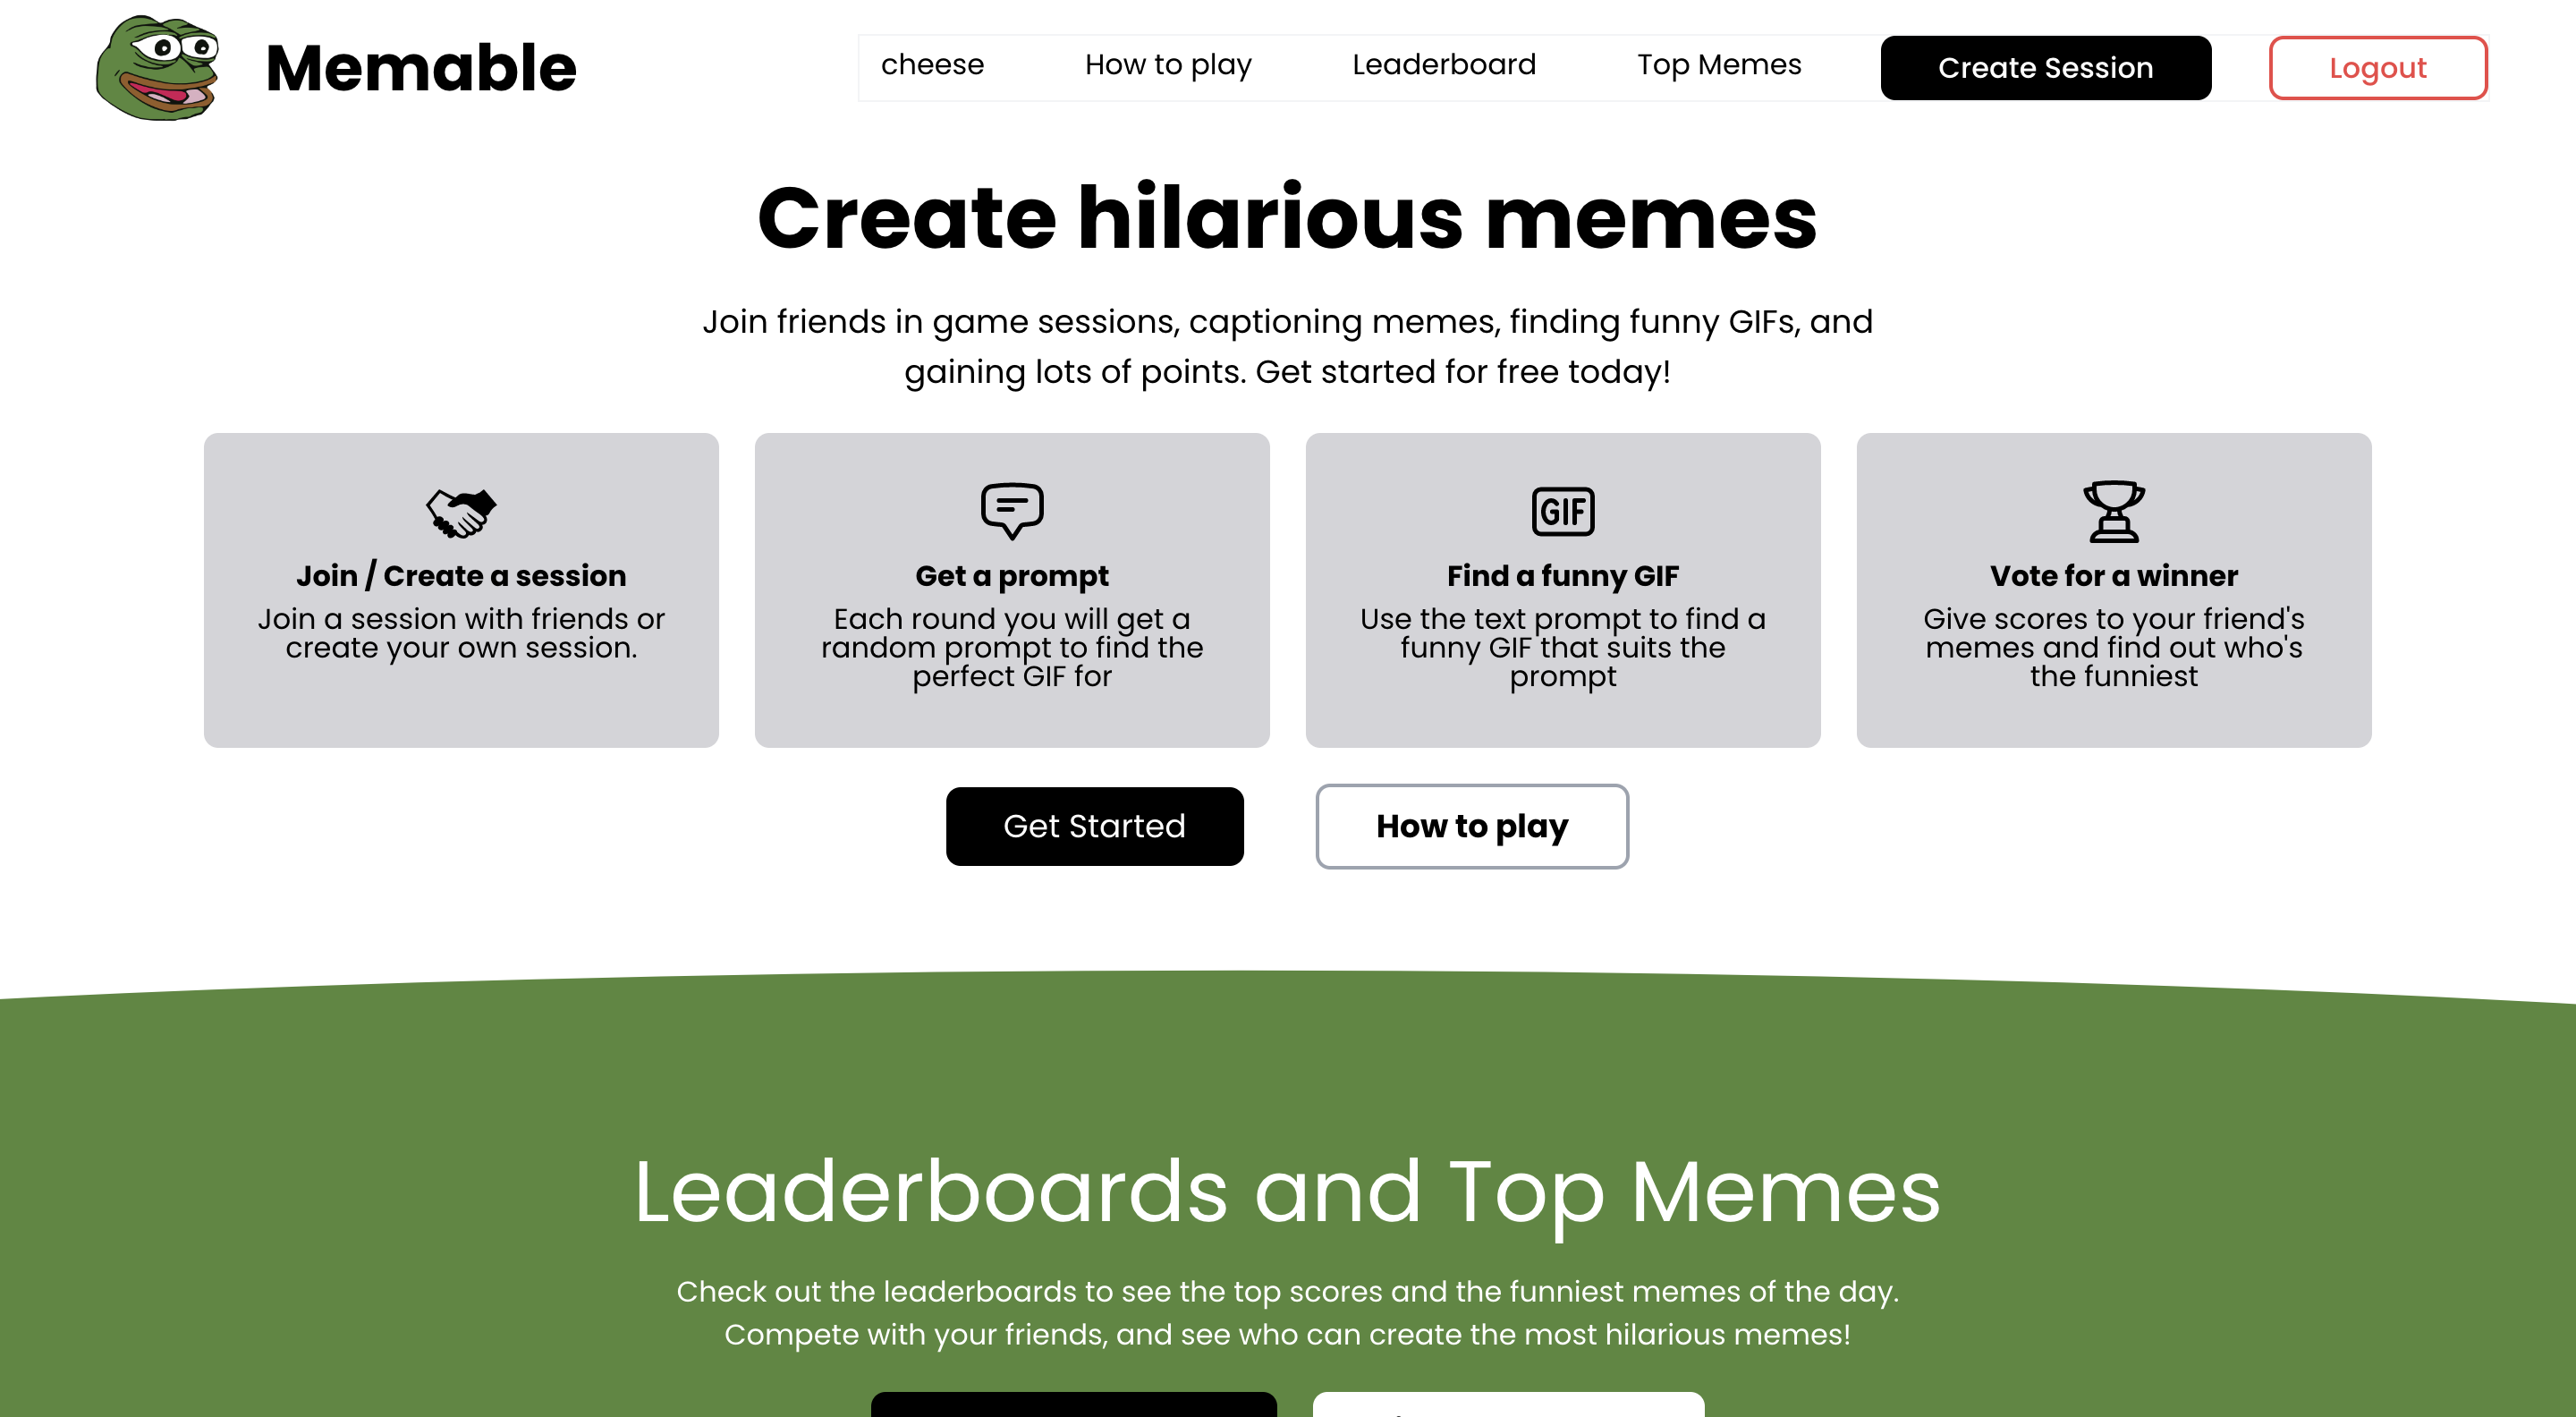 Memable
cheese
How to play
Leaderboard
Top Memes
Create Session
Logout
Create hilarious memes
Join friends in game sessions, captioning memes, finding funny GIFs, and
gaining lots of points. Get started for free today!
Join / Create a session
Join a session with friends or
create your own session.
Get a prompt
Each round you will get a
random prompt to find the
perfect GIF for
GIF
Find a funny GIF
Use the text prompt to find a
funny GIF that suits the
prompt
Vote for a winner
Give scores to your friend's
memes and find out who's
the funniest
Get Started
How to play
Leaderboards and Top Memes
Check out the leaderboards to see the top scores and the funniest memes of the day.
Compete with your friends, and see who can create the most hilarious memes!